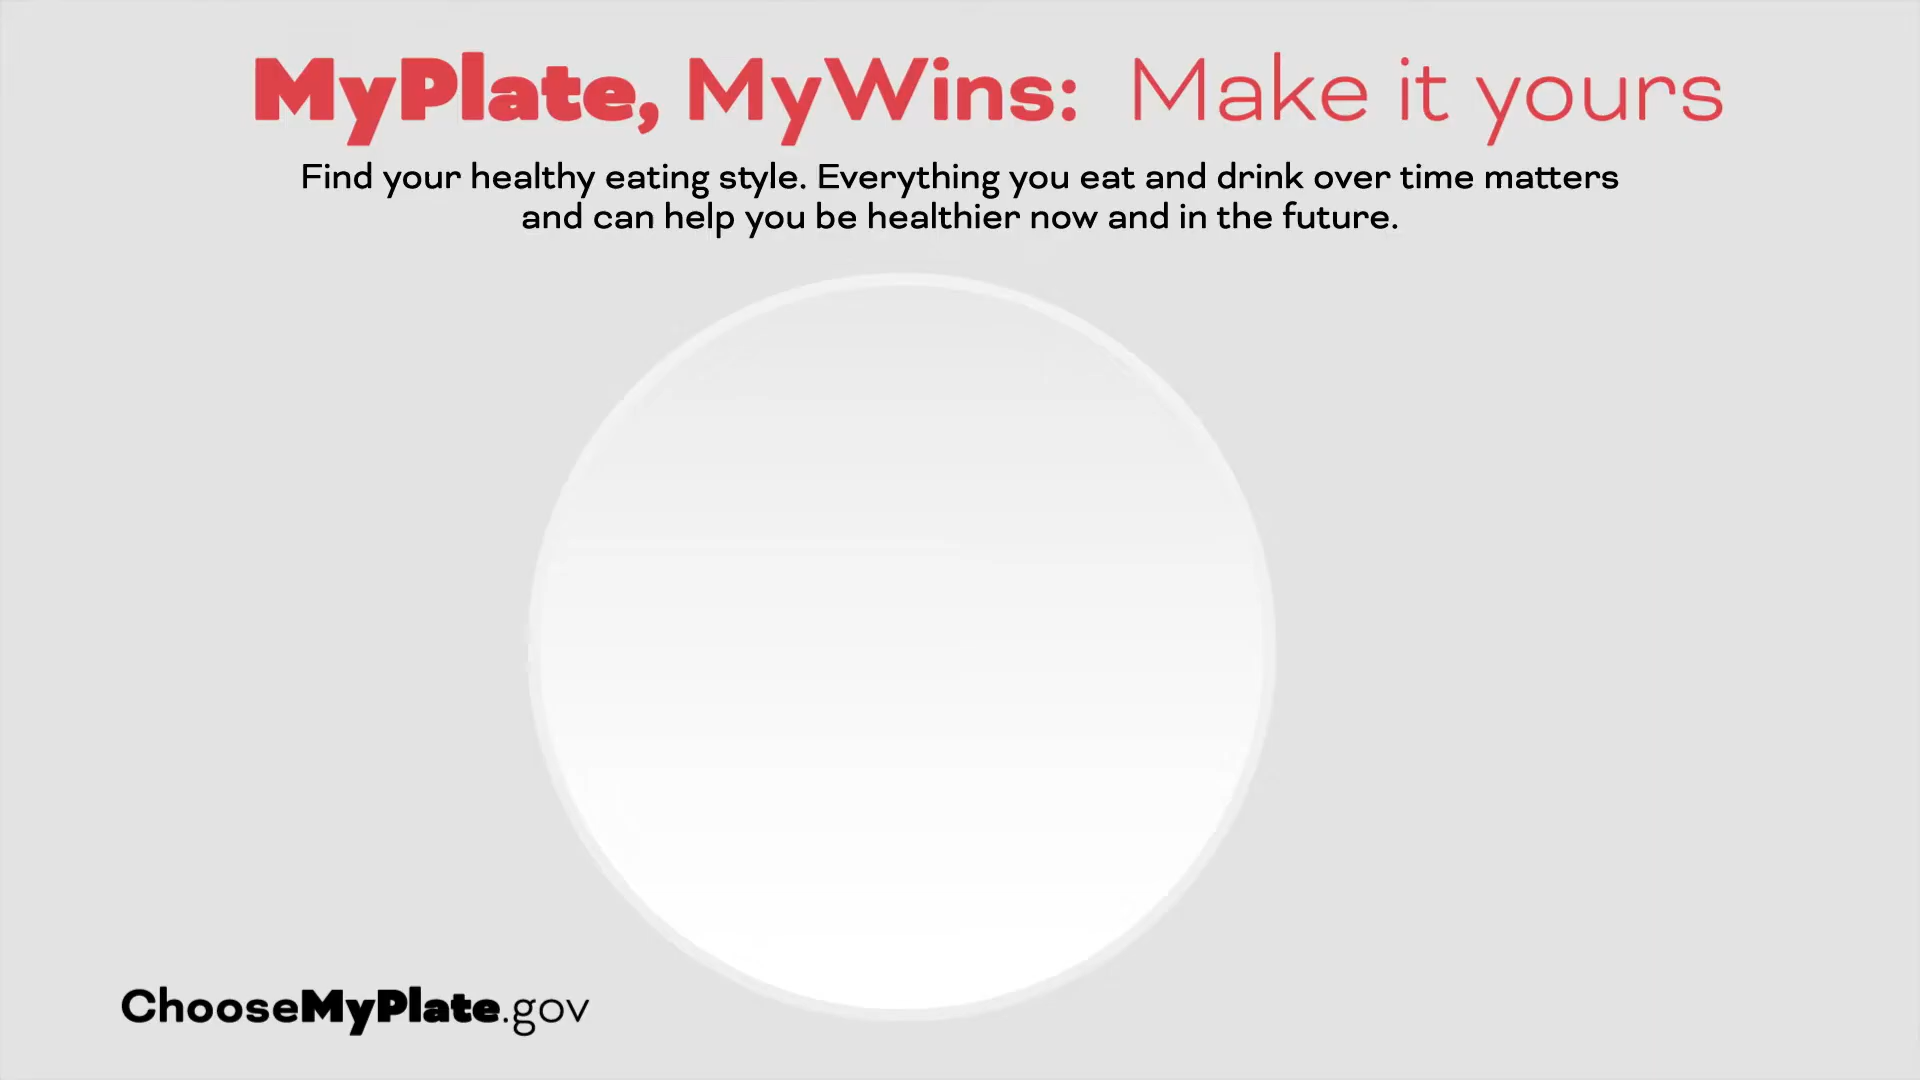 MyPlate, MyWins: Make it yours
Find your healthy eating style. Everything you eat and drink over time matters
and can help you be healthier now and in the future.
ChooseMyPlate.gov